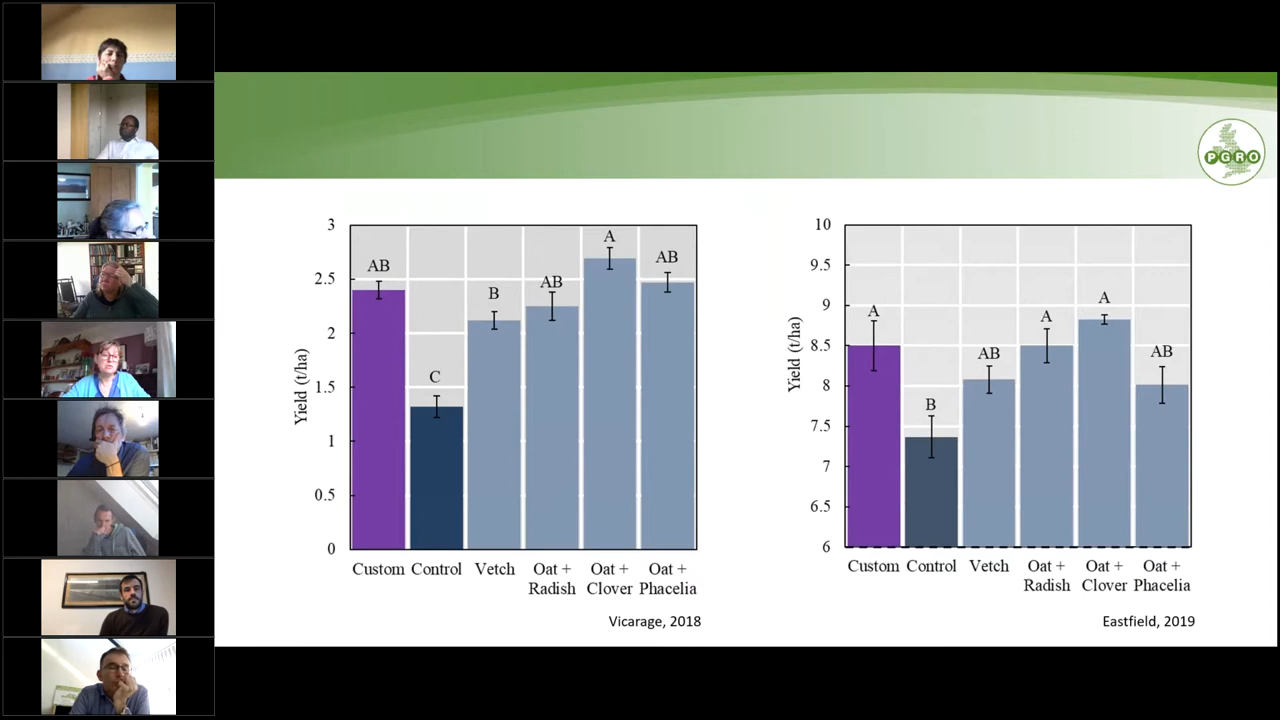 PGRO
3
2.5
2
1.5
1
0.5
0
Yield (t/ha)
AB
C
B
AB
A
AB
Custom Control Vetch Oat + Oat + Oat +
Radish Clover Phacelia
Vicarage, 2018
10
9.5
9
8.5
8
7.5
7
6.5
6
Yield (t/ha)
A
B
AB
A
A
AB
Custom Control Vetch Oat + Oat + Oat +
Radish Clover Phacelia
Eastfield, 2019